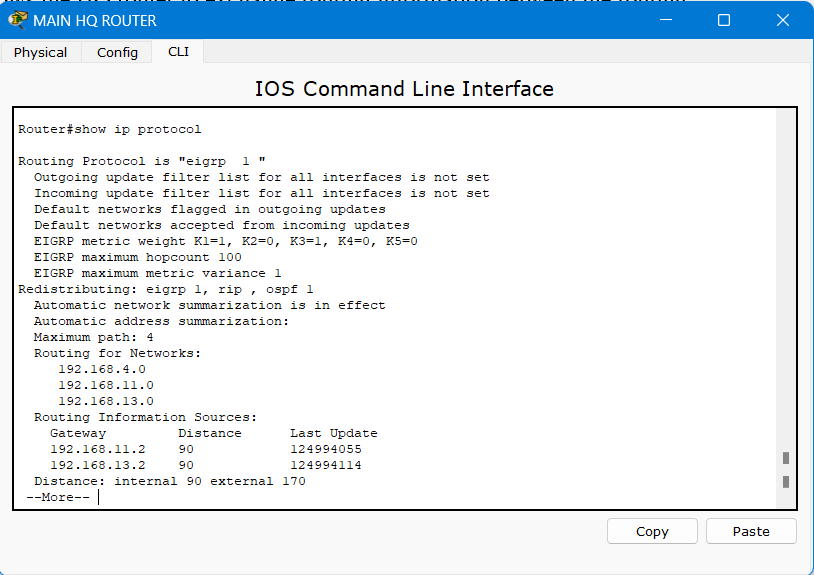 MAIN HQ ROUTER
Physical Config CLI
IOS Command Line Interface
Router#show ip protocol
Routing Protocol is "eigrp  1 "
Outgoing update filter list for all interfaces is not set
Incoming update filter list for all interfaces is not set
Default networks flagged in outgoing updates
Default networks accepted from incoming updates
EIGRP metric weight K1=1, K2=0, K3=1, K4=0, K5=0
EIGRP maximum hopcount 100
EIGRP maximum metric variance 1
Redistributing: eigrp 1, rip , ospf 1
Automatic network summarization is in effect
Automatic address summarization:
Maximum path: 4
Routing for Networks:
192.168.4.0
192.168.11.0
192.168.13.0
Routing Information Sources:
Gateway Distance Last Update
192.168.11.2 90 124994055
192.168.13.2 90 124994114
Distance: internal 90 external 170
--More--
Copy Paste